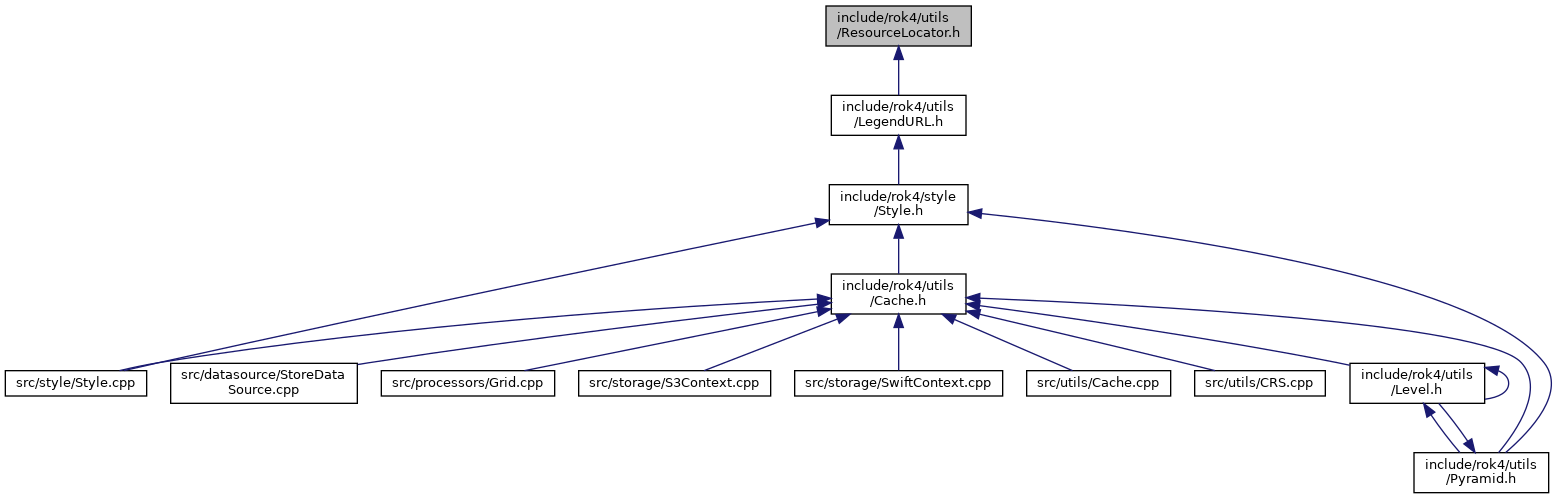 include/rok4/utils
/ResourceLocator.h
include/rok4/utils
/LegendURL.h
include/rok4/style
/Style.h
include/rok4/utils
/Cache.h
src/style/Style.cpp
src/datasource/StoreData
Source.cpp
src/processors/Grid.cpp
src/storage/S3Context.cpp
src/storage/SwiftContext.cpp
src/utils/Cache.cpp
src/utils/CRS.cpp
include/rok4/utils
/Level.h
include/rok4/utils
/Pyramid.h